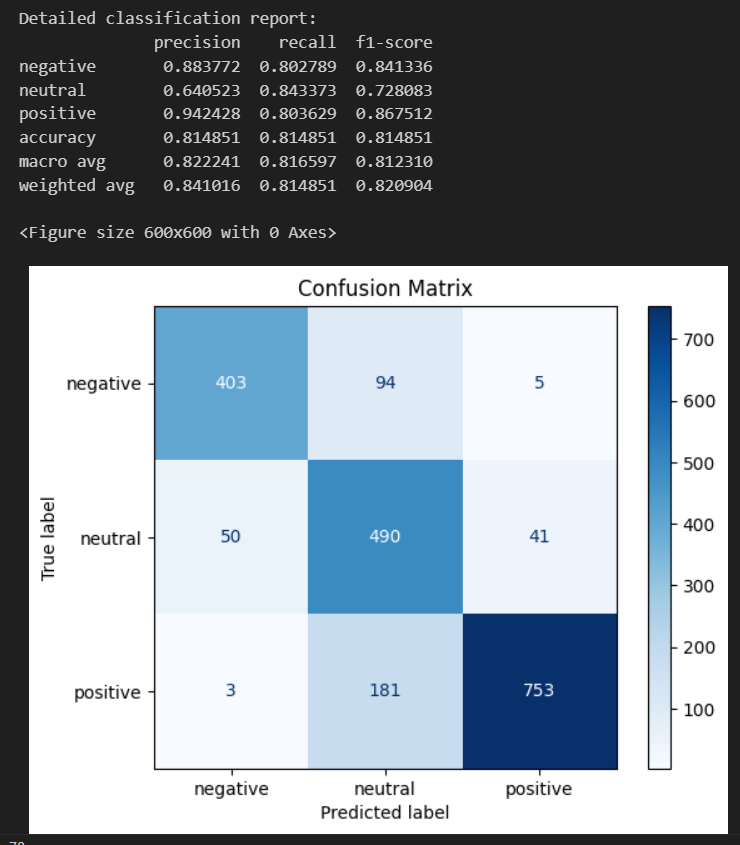 Detailed classification report:
precision recall f1-score
negative 0.883772 0.802789 0.841336
neutral 0.640523 0.843373 0.728083
positive 0.942428 0.803629 0.867512
accuracy 0.814851 0.814851 0.814851
macro avg 0.822241 0.816597 0.812310
weighted avg 0.841016 0.814851 0.820904
<Figure size 600x600 with 0 Axes>
Confusion Matrix
True label
negative 403 94 5
neutral 50 490 41
positive 3 181 753
negative neutral positive
Predicted label
700
600
500
400
300
200
100